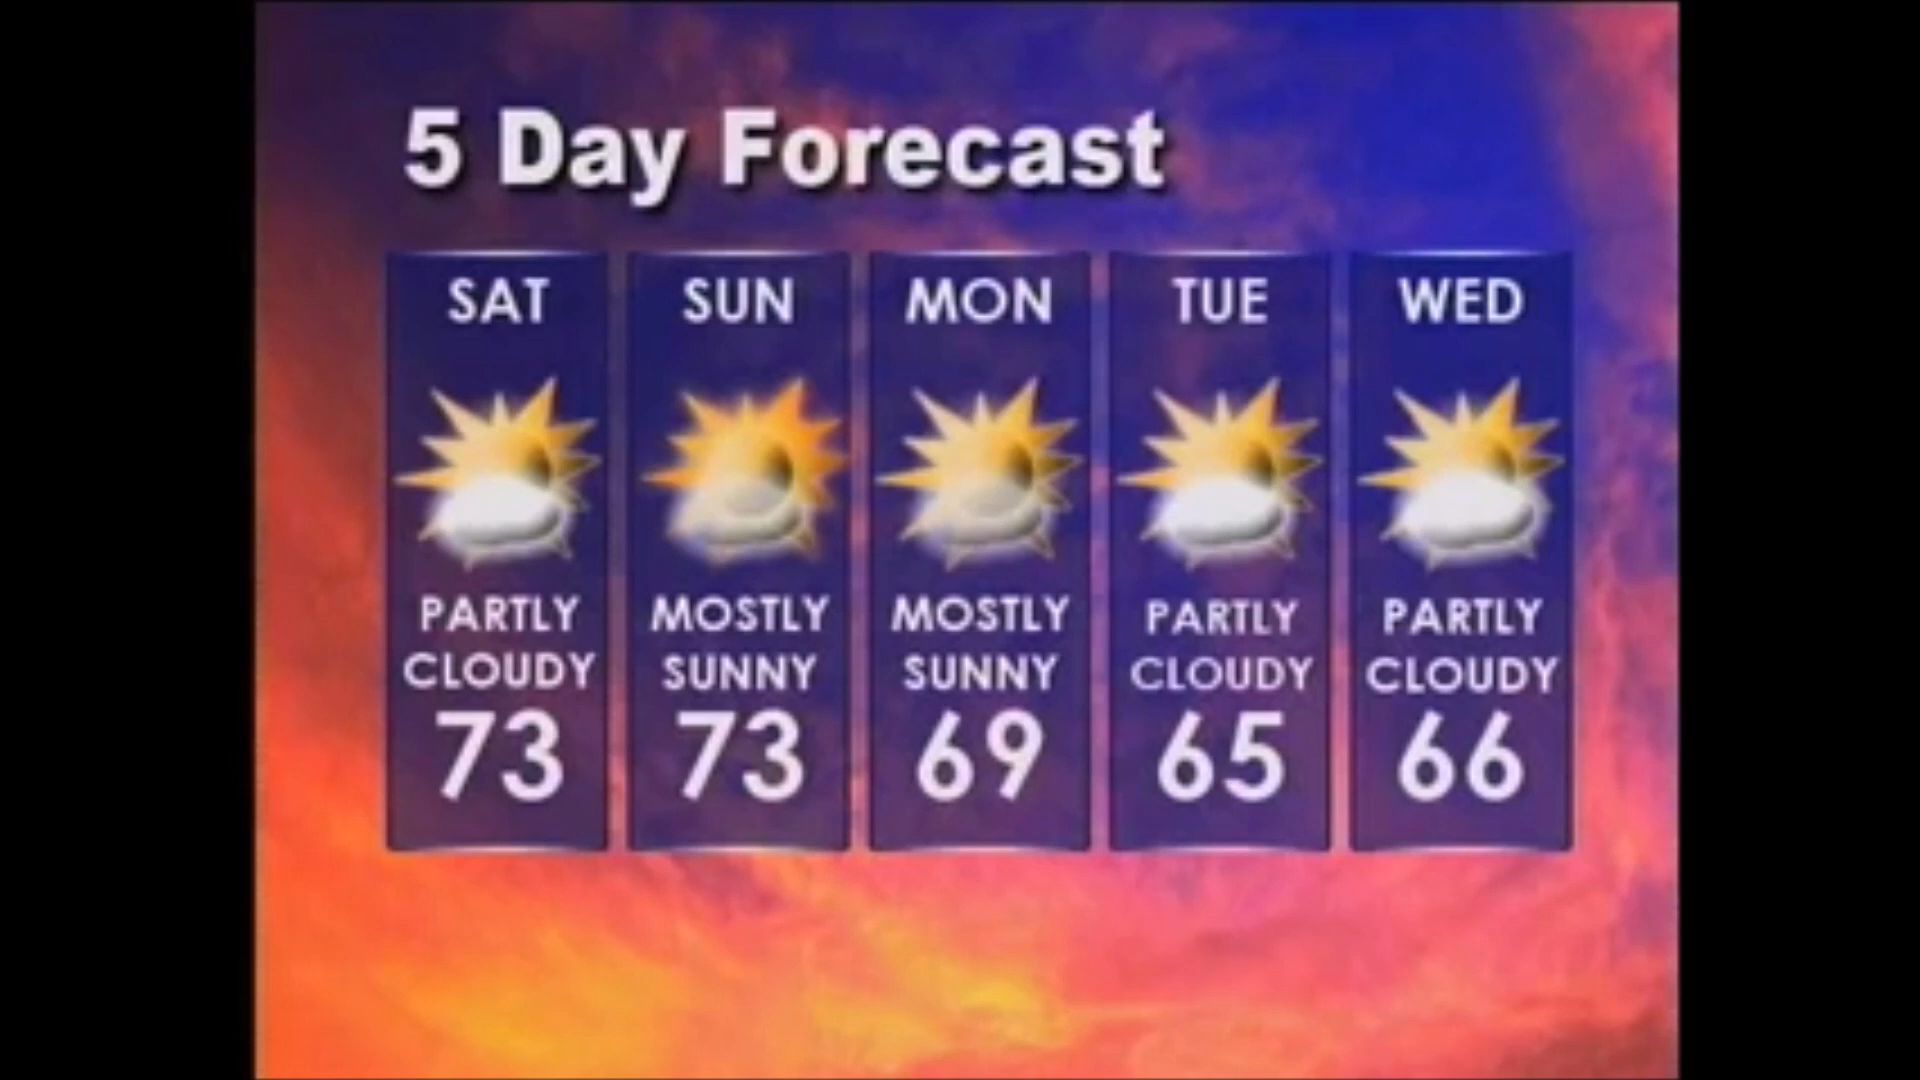 5 Day Forecast
SAT
PARTLY
CLOUDY
73
SUN
MOSTLY
SUNNY
73
MON
MOSTLY
SUNNY
69
TUE
PARTLY
CLOUDY
65
WED
PARTLY
CLOUDY
66